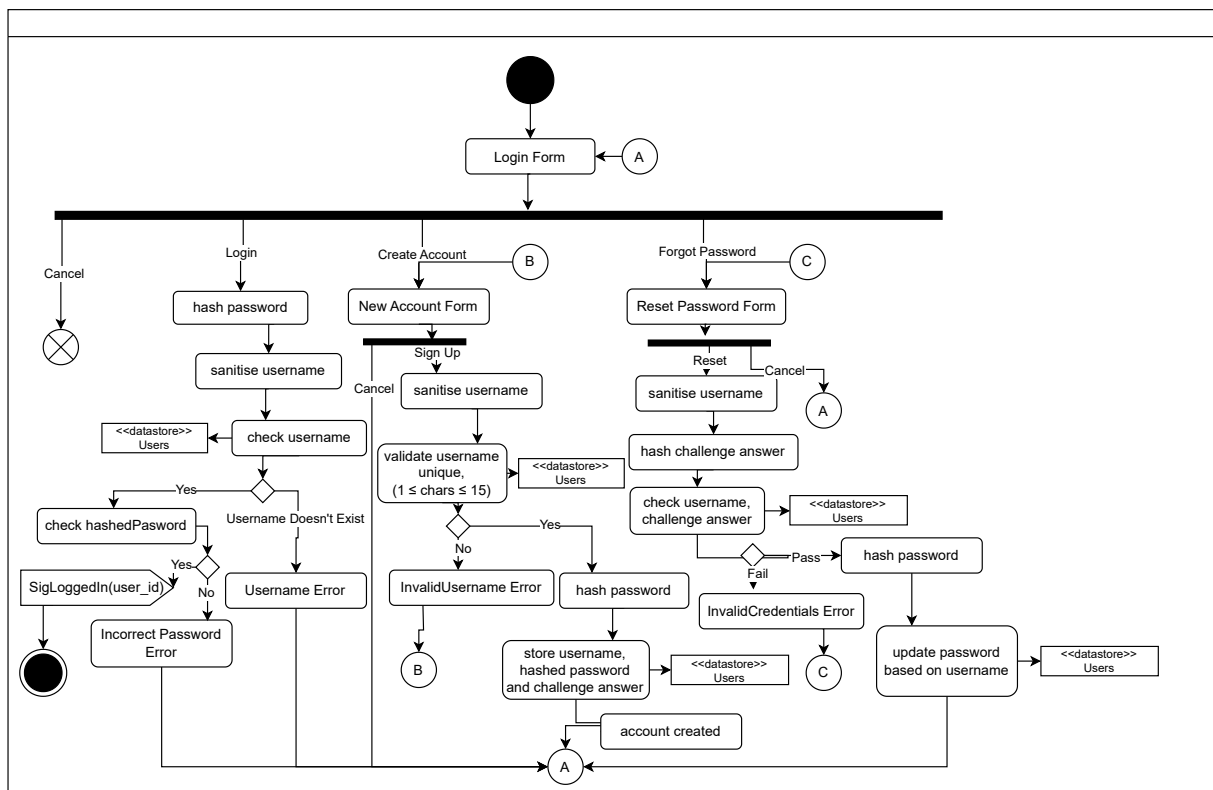 Login Form
A
Login
Create Account
B
Forgot Password
C
Cancel
hash password
New Account Form
Reset Password Form
Sign Up
Reset
Cancel
Cancel
sanitise username
sanitise username
sanitise username
A
<<datastore>>
Users
check username
validate username
unique,
(1 ≤ chars ≤ 15)
<<datastore>>
Users
hash challenge answer
check username,
challenge answer
<<datastore>>
Users
Yes
Username Doesn't Exist
check hashedPasword
Yes
No
Yes
No
Pass
Fail
hash password
SigLoggedIn(user_id)
Username Error
InvalidUsername Error
hash password
InvalidCredentials Error
Incorrect Password
Error
B
store username,
hashed password
and challenge answer
<<datastore>>
Users
C
update password
based on username
<<datastore>>
Users
account created
A